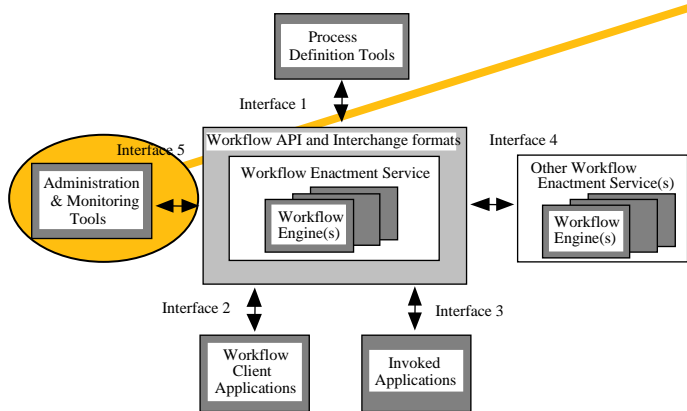 Process
Definition Tools
Interface 1
Workflow API and Interchange formats
Interface 4
Interface 5
Workflow Enactment Service
Other Workflow
Enactment Service(s)
Administration
& Monitoring
Tools
Workflow
Engine(s)
Workflow
Engine(s)
Interface 2
Interface 3
Workflow
Client
Applications
Invoked
Applications